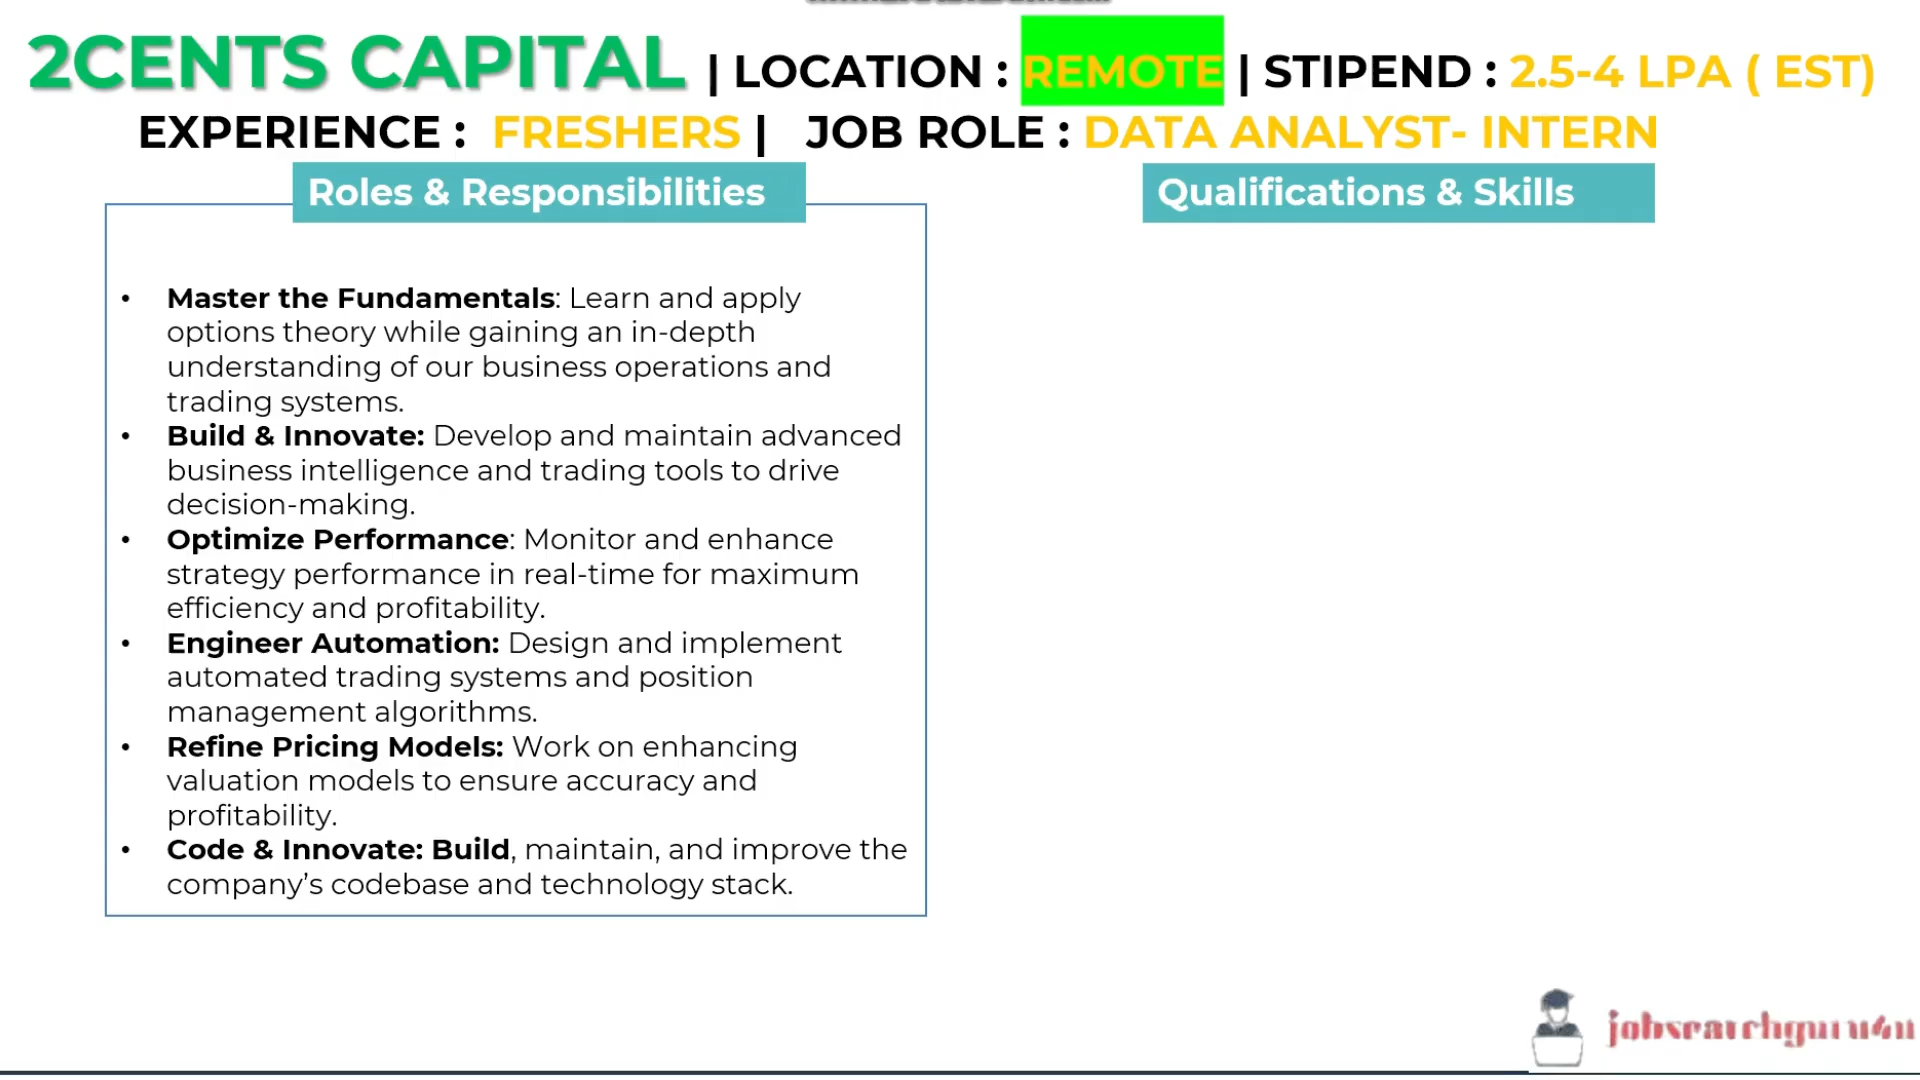 2CENTS CAPITAL | LOCATION : REMOTE | STIPEND : 2.5-4 LPA ( EST)
EXPERIENCE : FRESHERS | JOB ROLE : DATA ANALYST- INTERN
Roles & Responsibilities
• Master the Fundamentals: Learn and apply
options theory while gaining an in-depth
understanding of our business operations and
trading systems.
• Build & Innovate: Develop and maintain advanced
business intelligence and trading tools to drive
decision-making.
• Optimize Performance: Monitor and enhance
strategy performance in real-time for maximum
efficiency and profitability.
• Engineer Automation: Design and implement
automated trading systems and position
management algorithms.
• Refine Pricing Models: Work on enhancing
valuation models to ensure accuracy and
profitability.
• Code & Innovate: Build, maintain, and improve the
company’s codebase and technology stack.
Qualifications & Skills